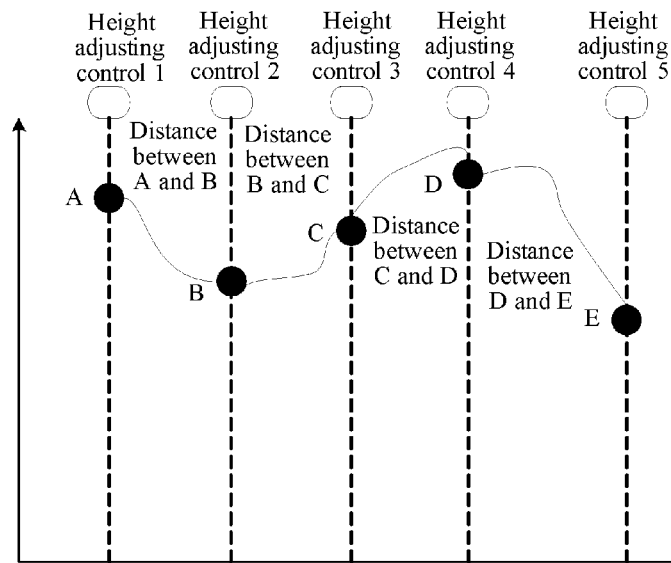 Height
adjusting
control 1
Height
adjusting
control 2
Height
adjusting
control 3
Height
adjusting
control 4
Height
adjusting
control 5
Distance
between
A and B
Distance
between
B and C
A
B
C
D
Distance
between
C and D
Distance
between
D and E
E